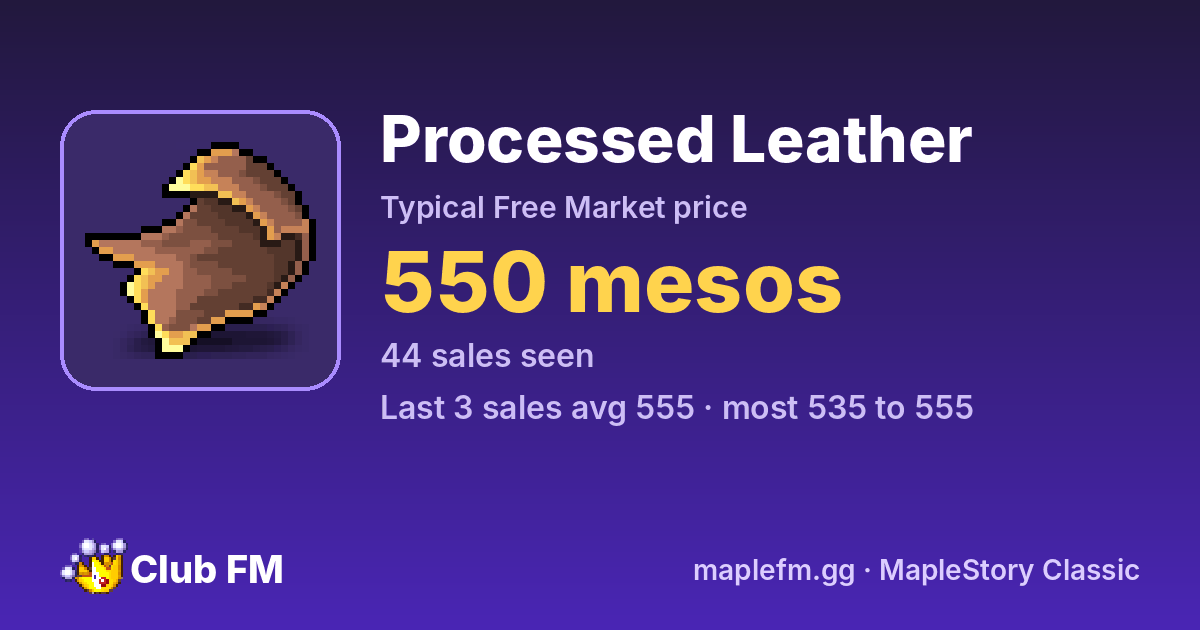 Processed Leather
Typical Free Market price
550 mesos
44 sales seen
Last 3 sales avg 555 · most 535 to 555
Club FM
maplefm.gg · MapleStory Classic